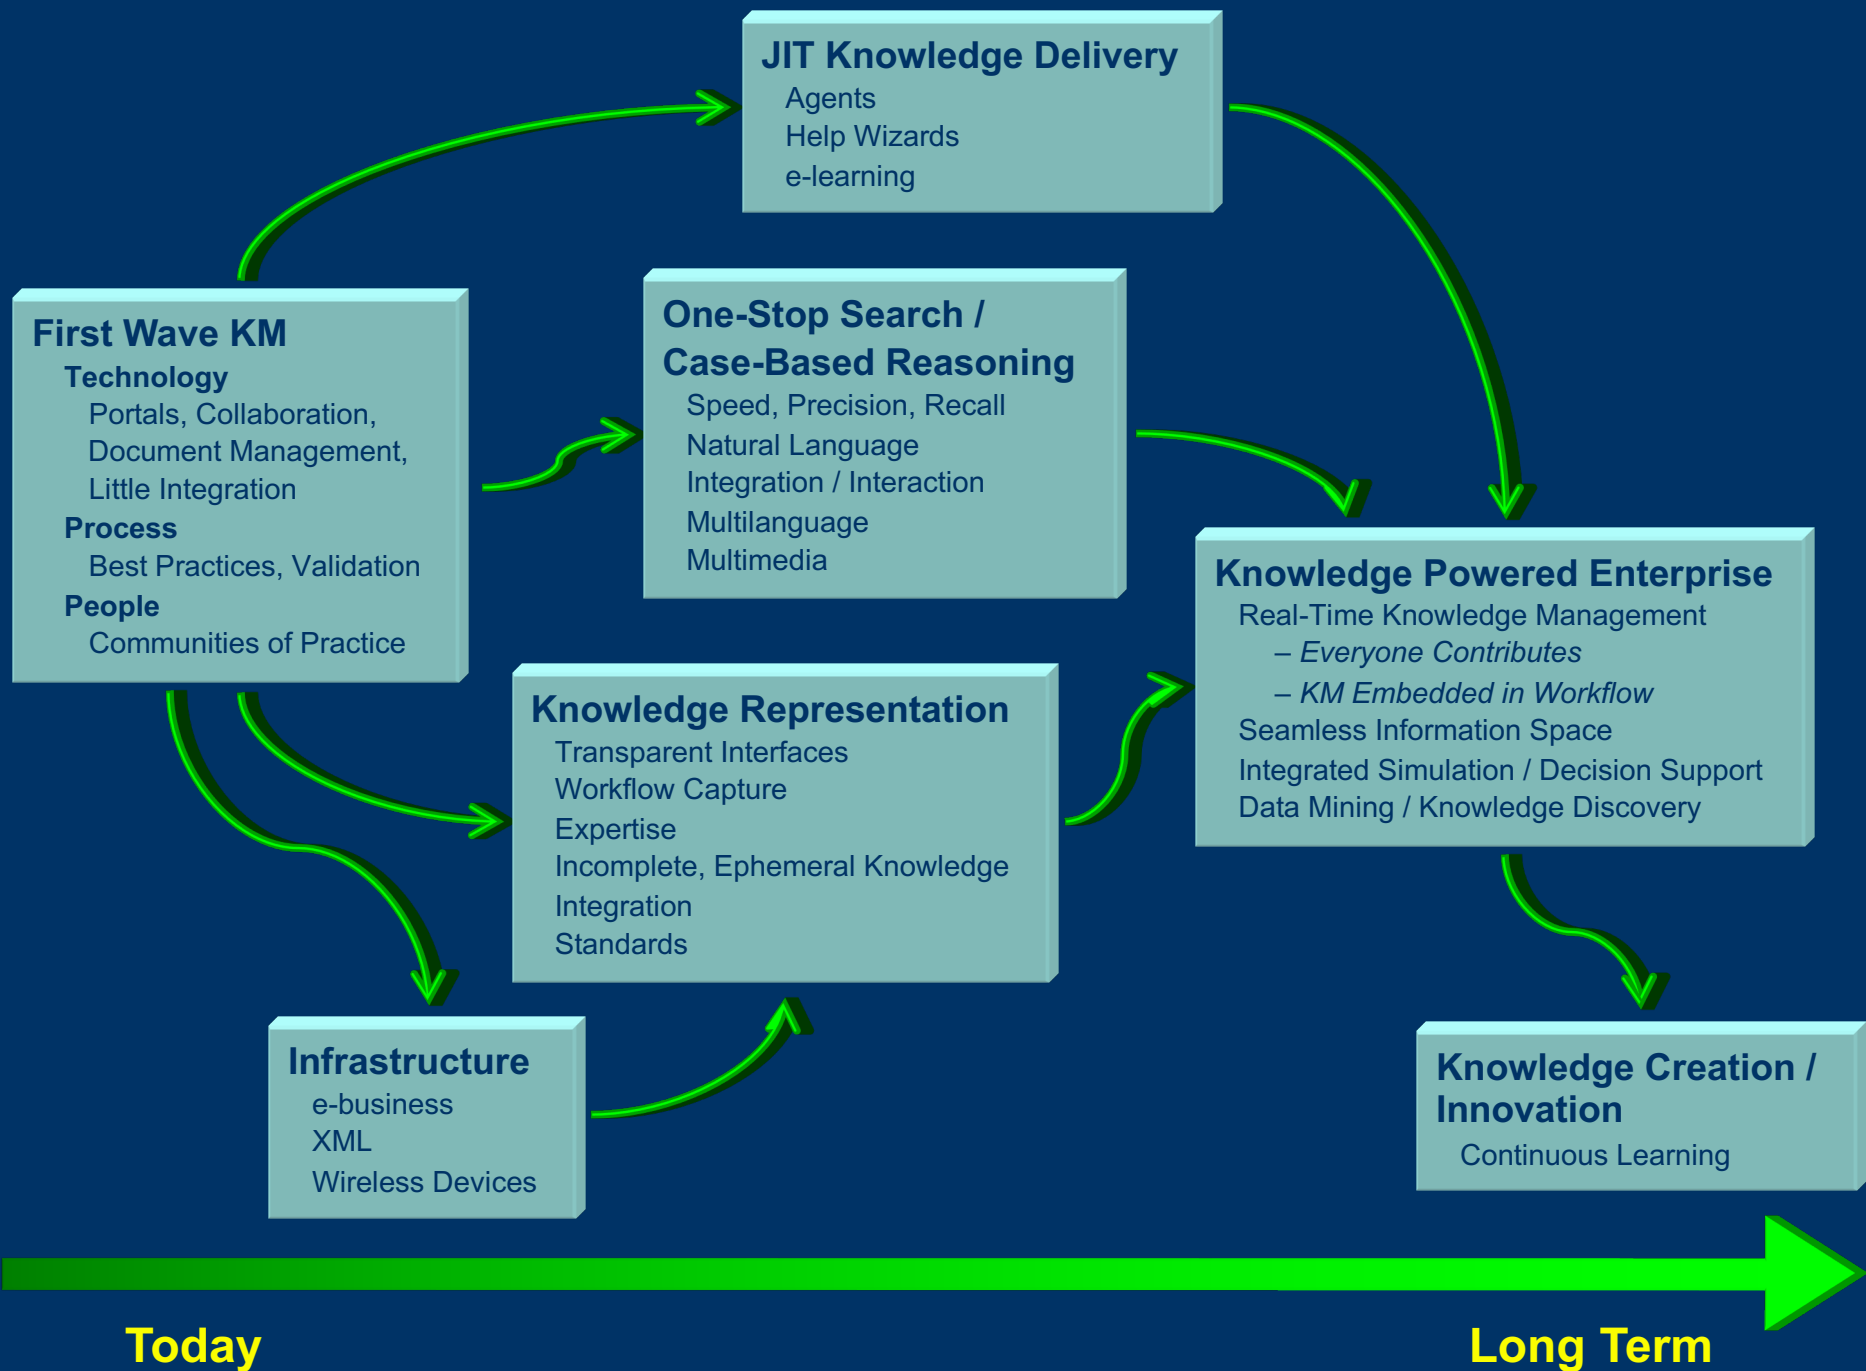 JIT Knowledge Delivery
Agents
Help Wizards
e-learning
First Wave KM
Technology
Portals, Collaboration,
Document Management,
Little Integration
Process
Best Practices, Validation
People
Communities of Practice
One-Stop Search /
Case-Based Reasoning
Speed, Precision, Recall
Natural Language
Integration / Interaction
Multilanguage
Multimedia
Knowledge Representation
Transparent Interfaces
Workflow Capture
Expertise
Incomplete, Ephemeral Knowledge
Integration
Standards
Infrastructure
e-business
XML
Wireless Devices
Knowledge Powered Enterprise
Real-Time Knowledge Management
– Everyone Contributes
– KM Embedded in Workflow
Seamless Information Space
Integrated Simulation / Decision Support
Data Mining / Knowledge Discovery
Knowledge Creation /
Innovation
Continuous Learning
Today
Long Term